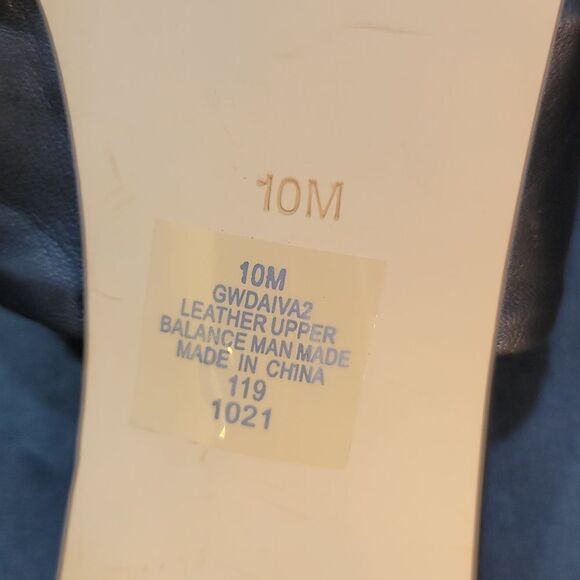 10M
10M
GWDAIVA2
LEATHER UPPER
BALANCE MAN MADE
MADE IN CHINA
119
1021